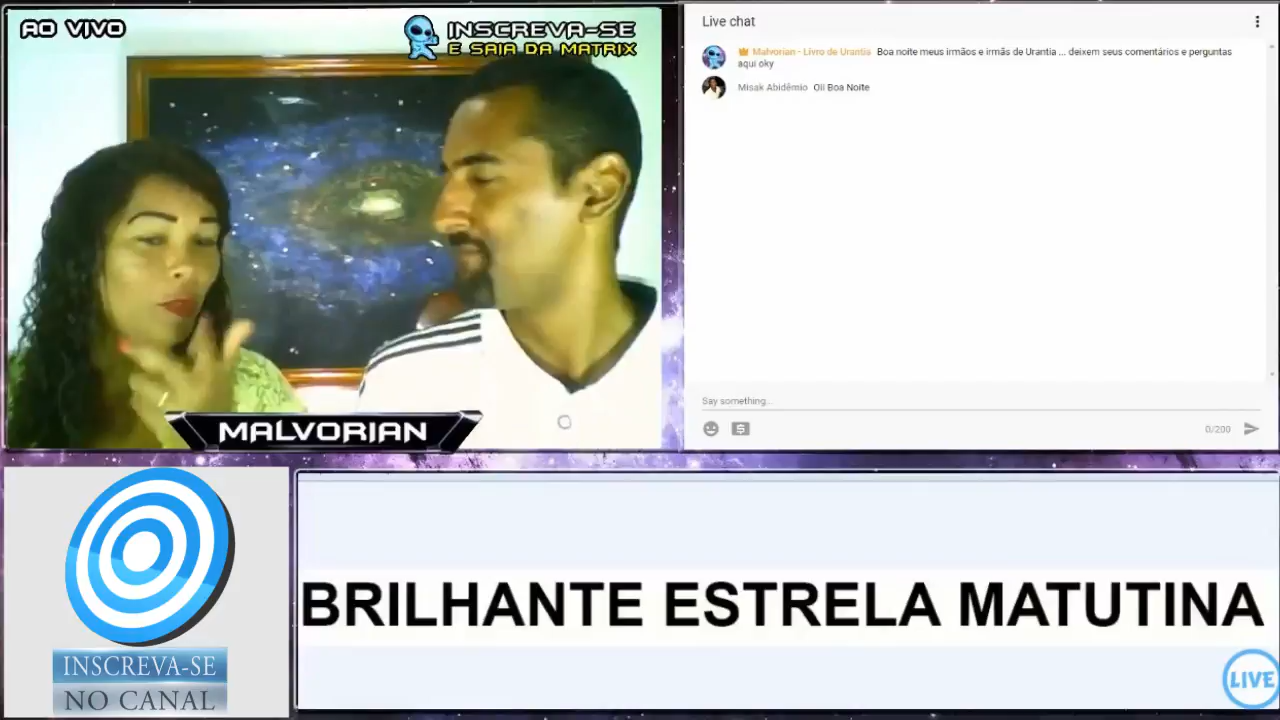 AO VIVO
INSCREVA-SE
E SAIA DA MATRIX
MALVORIAN
Live chat
Malvorian - Livro de Urantia Boa noite meus irmãos e irmãs de Urantia ... deixem seus comentários e perguntas
aqui oky
Misak Abidêmio Oii Boa Noite
Say something...
0/200
INSCREVA-SE
NO CANAL
BRILHANTE ESTRELA MATUTINA
LIVE